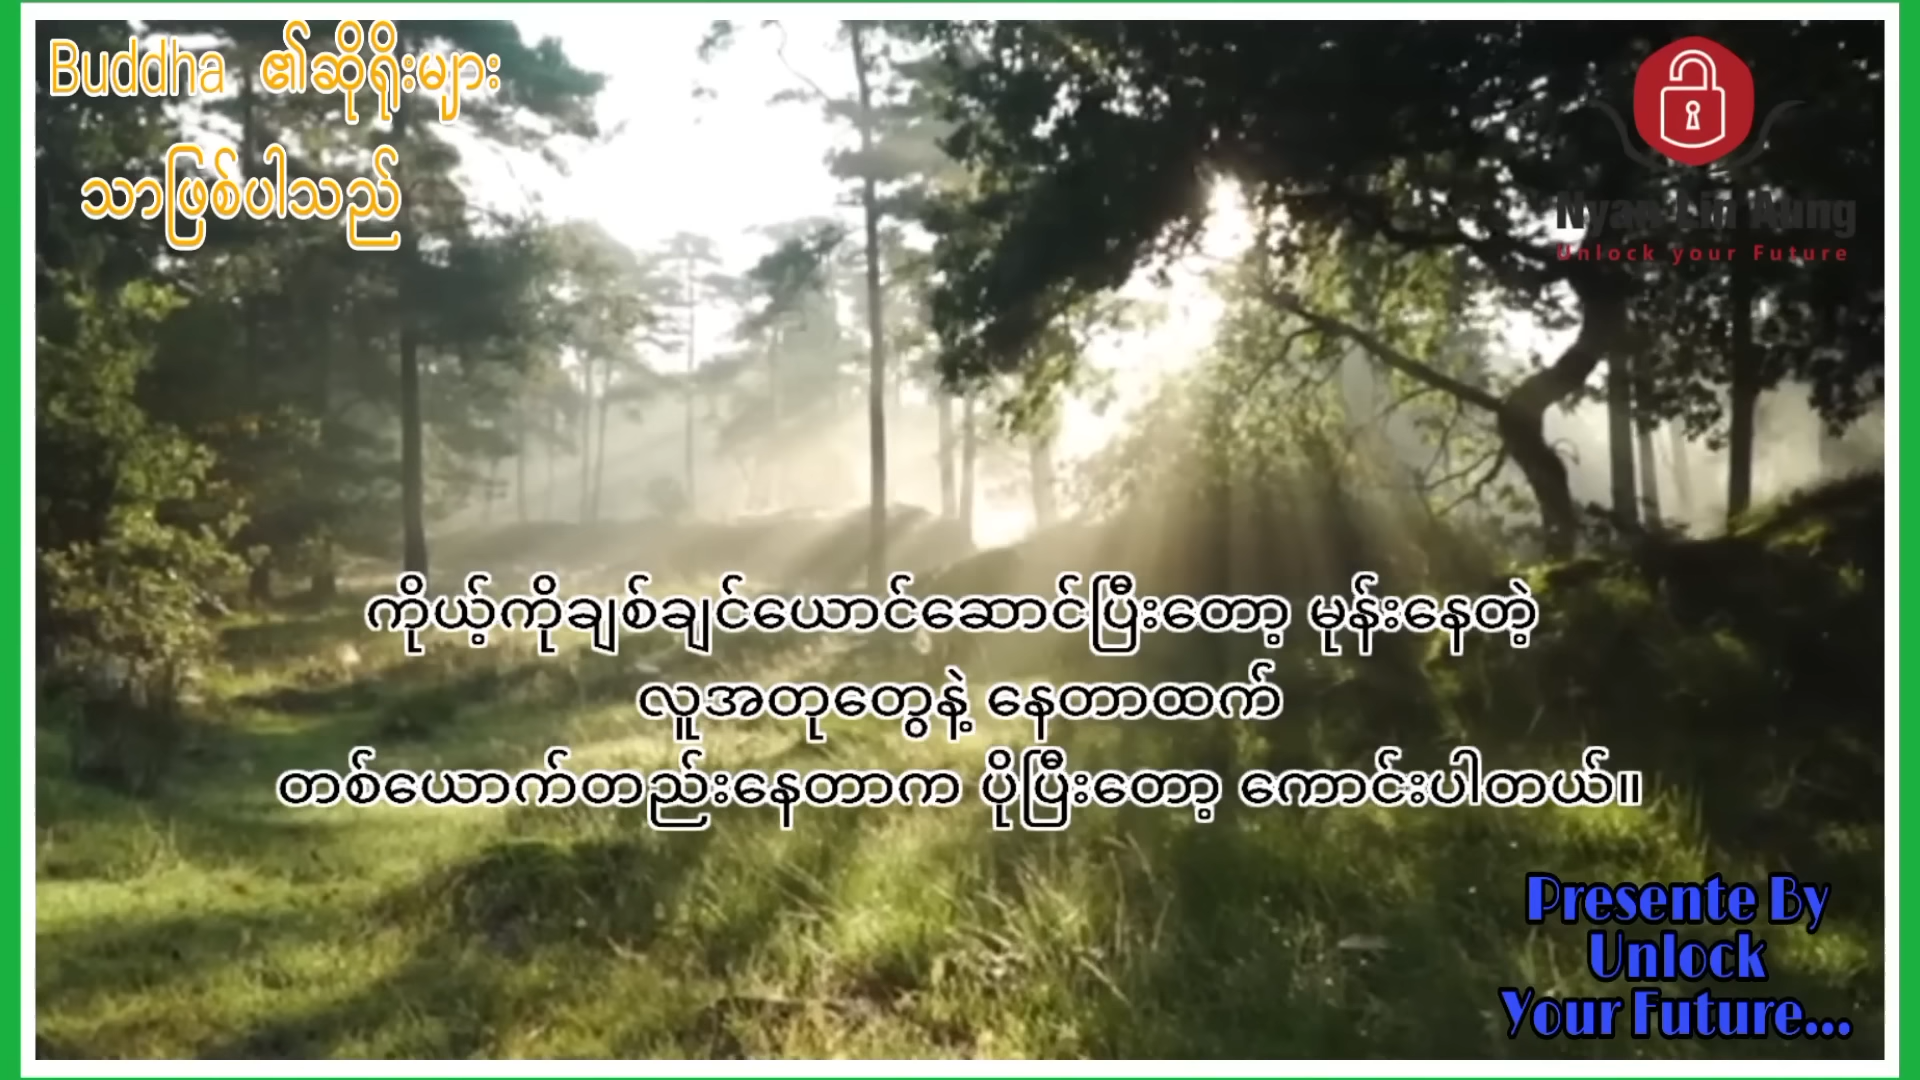 Buddha ၏ဆိုရိုးများ
သာဖြစ်ပါသည်
Nyan Lin Aung
Unlock your Future
ကိုယ့်ကိုချစ်ချင်ယောင်ဆောင်ပြီးတော့ မုန်းနေတဲ့
လူအတုတွေနဲ့ နေတာထက်
တစ်ယောက်တည်းနေတာက ပိုပြီးတော့ ကောင်းပါတယ်။
Presente By
Unlock
Your Future...